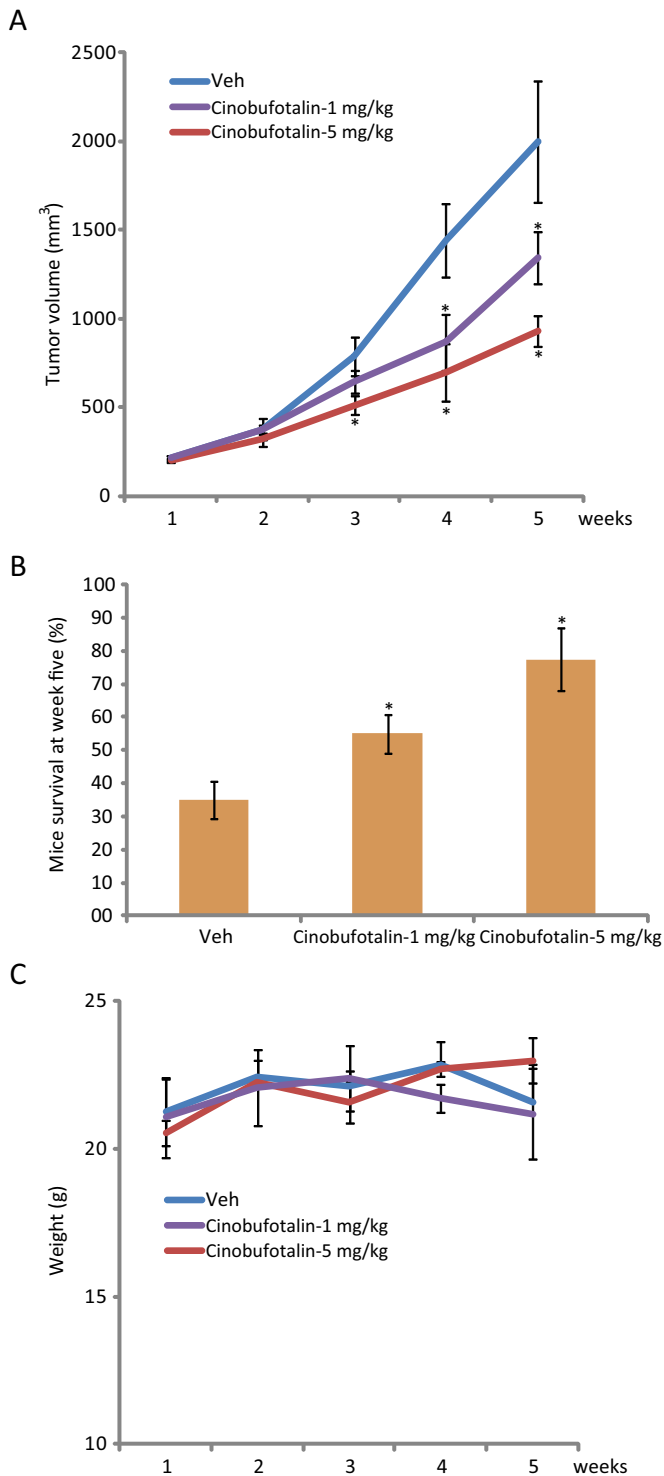 A
2500
2000
1500
1000
500
0
Tumor volume (mm³)
Veh
Cinobufotalin-1 mg/kg
Cinobufotalin-5 mg/kg
*
*
*
*
*
1 2 3 4 5 weeks
B
100
90
80
70
60
50
40
30
20
10
00
Mice survival at week five (%)
*
*
Veh Cinobufotalin-1 mg/kg Cinobufotalin-5 mg/kg
C
25
20
15
10
Weight (g)
Veh
Cinobufotalin-1 mg/kg
Cinobufotalin-5 mg/kg
1 2 3 4 5 weeks